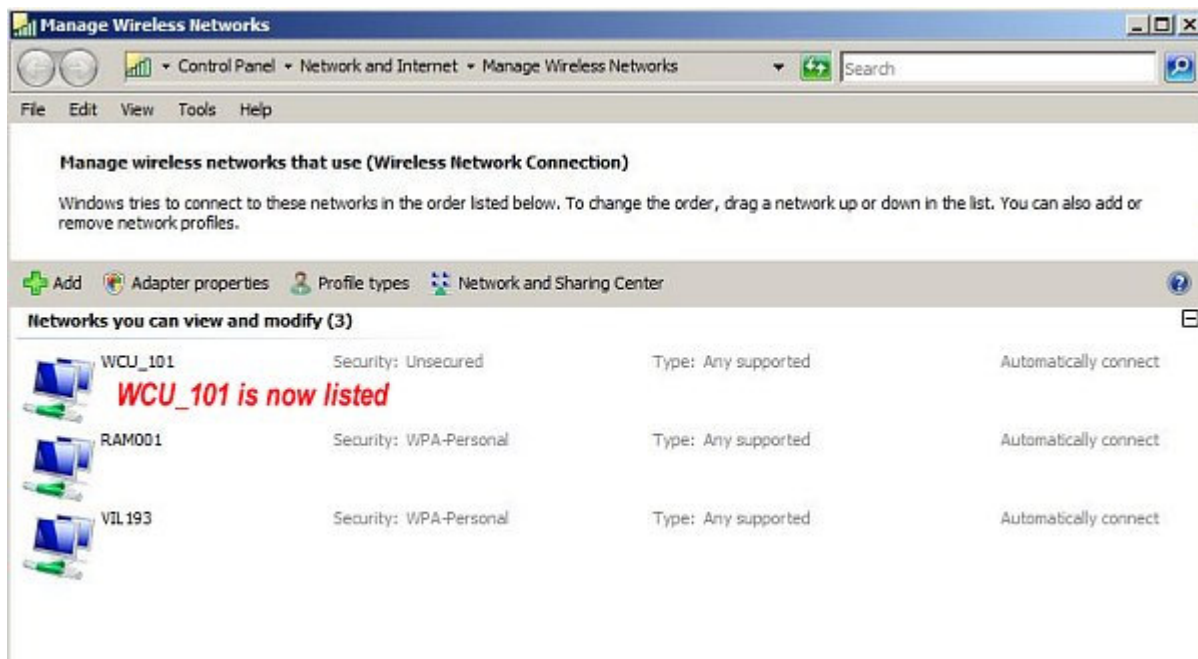 Manage Wireless Networks
Control Panel Network and Internet Manage Wireless Networks Search
File Edit View Tools Help
Manage wireless networks that use (Wireless Network Connection)
Windows tries to connect to these networks in the order listed below. To change the order, drag a network up or down in the list. You can also add or
remove network profiles.
Add Adapter properties Profile types Network and Sharing Center
Networks you can view and modify (3)
WCU_101 Security: Unsecured Type: Any supported Automatically connect
WCU_101 is now listed
RAM001 Security: WPA-Personal Type: Any supported Automatically connect
VIL193 Security: WPA-Personal Type: Any supported Automatically connect